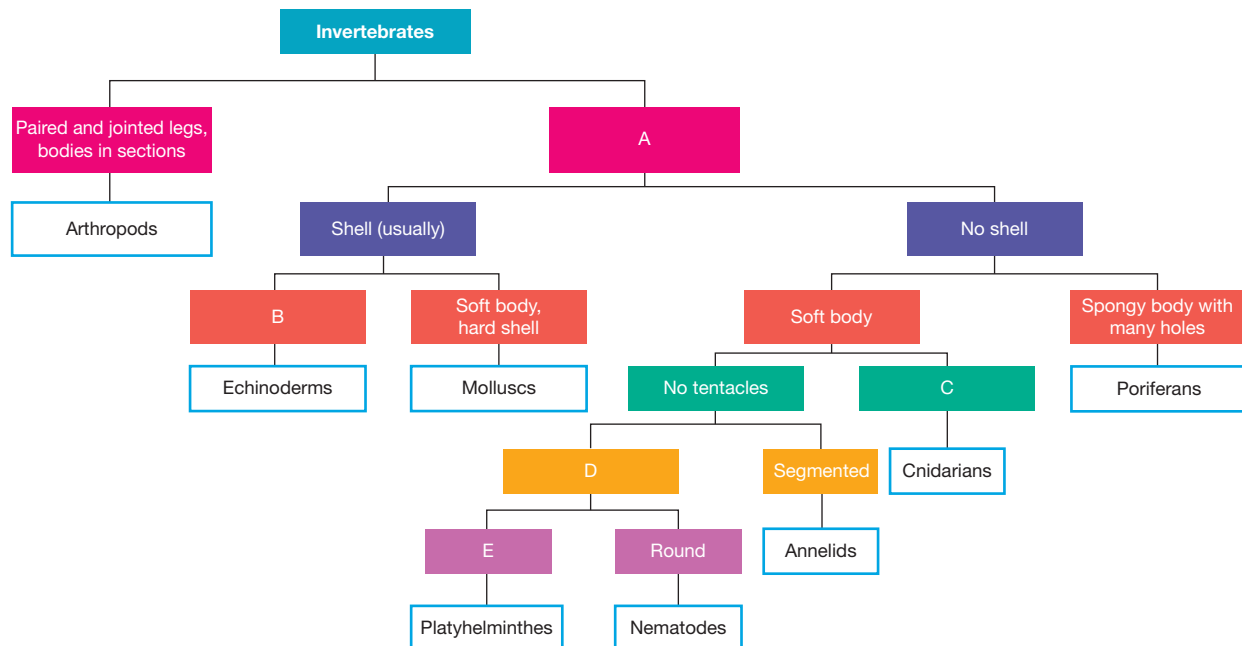 Invertebrates
Paired and jointed legs,
bodies in sections
A
Arthropods
Shell (usually)
No shell
B
Soft body,
hard shell
Soft body
Spongy body with
many holes
Echinoderms
Molluscs
No tentacles
C
Poriferans
D
Segmented
Cnidarians
E
Round
Annelids
Platyhelminthes
Nematodes